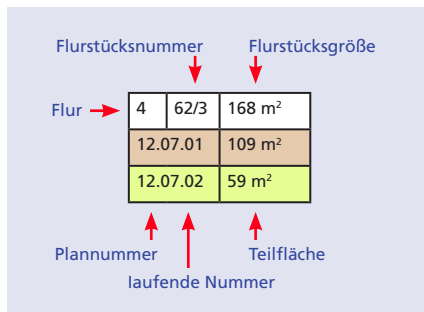 Flurstücksnummer Flurstücksgröße
Flur 4 62/3 168 m²
12.07.01 109 m²
12.07.02 59 m²
Plannummer Teilfläche
laufende Nummer